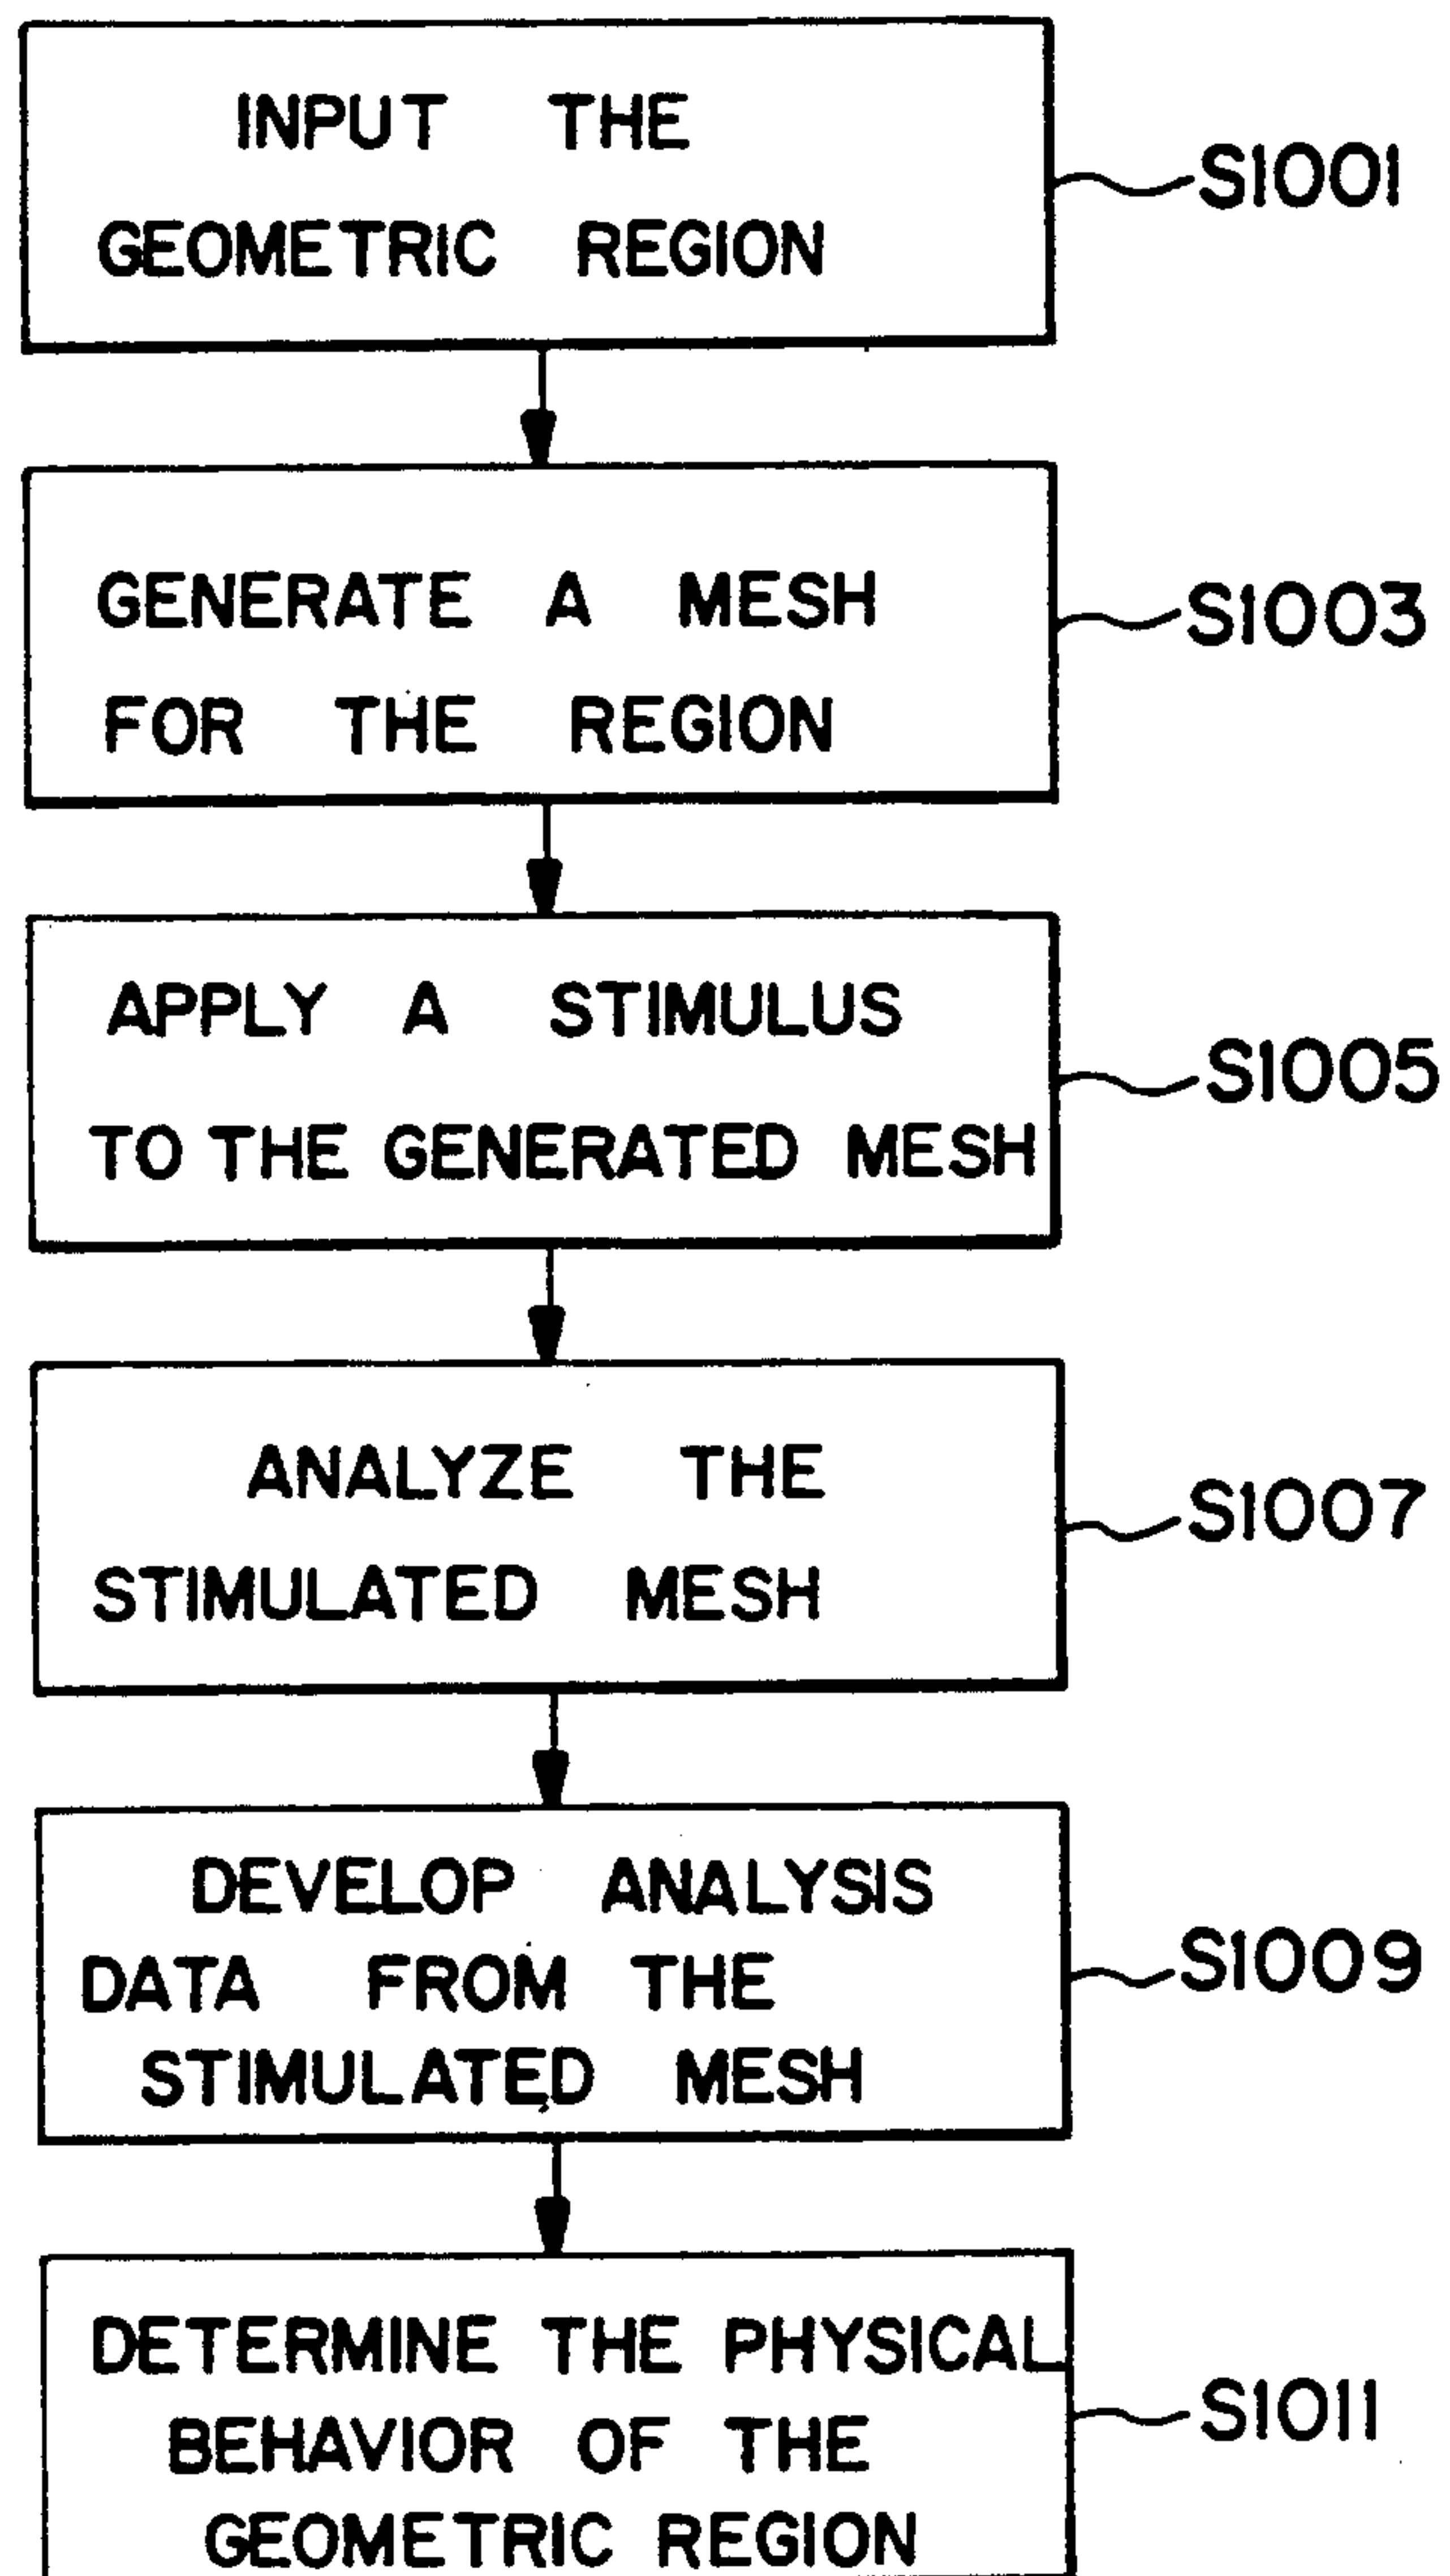 INPUT THE
GEOMETRIC REGION
S1001
GENERATE A MESH
FOR THE REGION
S1003
APPLY A STIMULUS
TO THE GENERATED MESH
S1005
ANALYZE THE
STIMULATED MESH
S1007
DEVELOP ANALYSIS
DATA FROM THE
STIMULATED MESH
S1009
DETERMINE THE PHYSICAL
BEHAVIOR OF THE
GEOMETRIC REGION
S1011